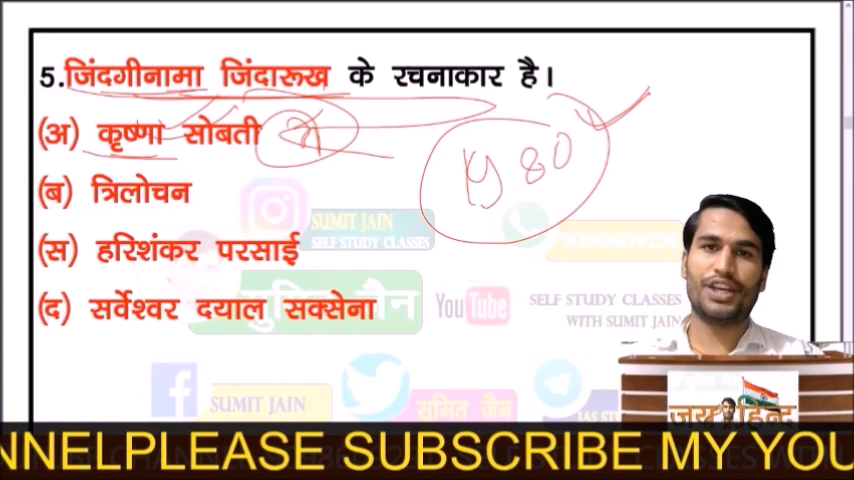 5.जिंदगीनामा जिंदारूख के रचनाकार है।
(अ) कृष्णा सोबती
1980
(ब) त्रिलोचन
(स) हरिशंकर परसाई
SUMIT JAIN
SELF STUDY CLASSES
(द) सर्वेश्वर दयाल सक्सेना
सुमित जैन
YouTube
SELF STUDY CLASSES
WITH SUMIT JAIN
SUMIT JAIN
सुमित जैन
जय हिन्द
NNELPLEASE SUBSCRIBE MY YOU